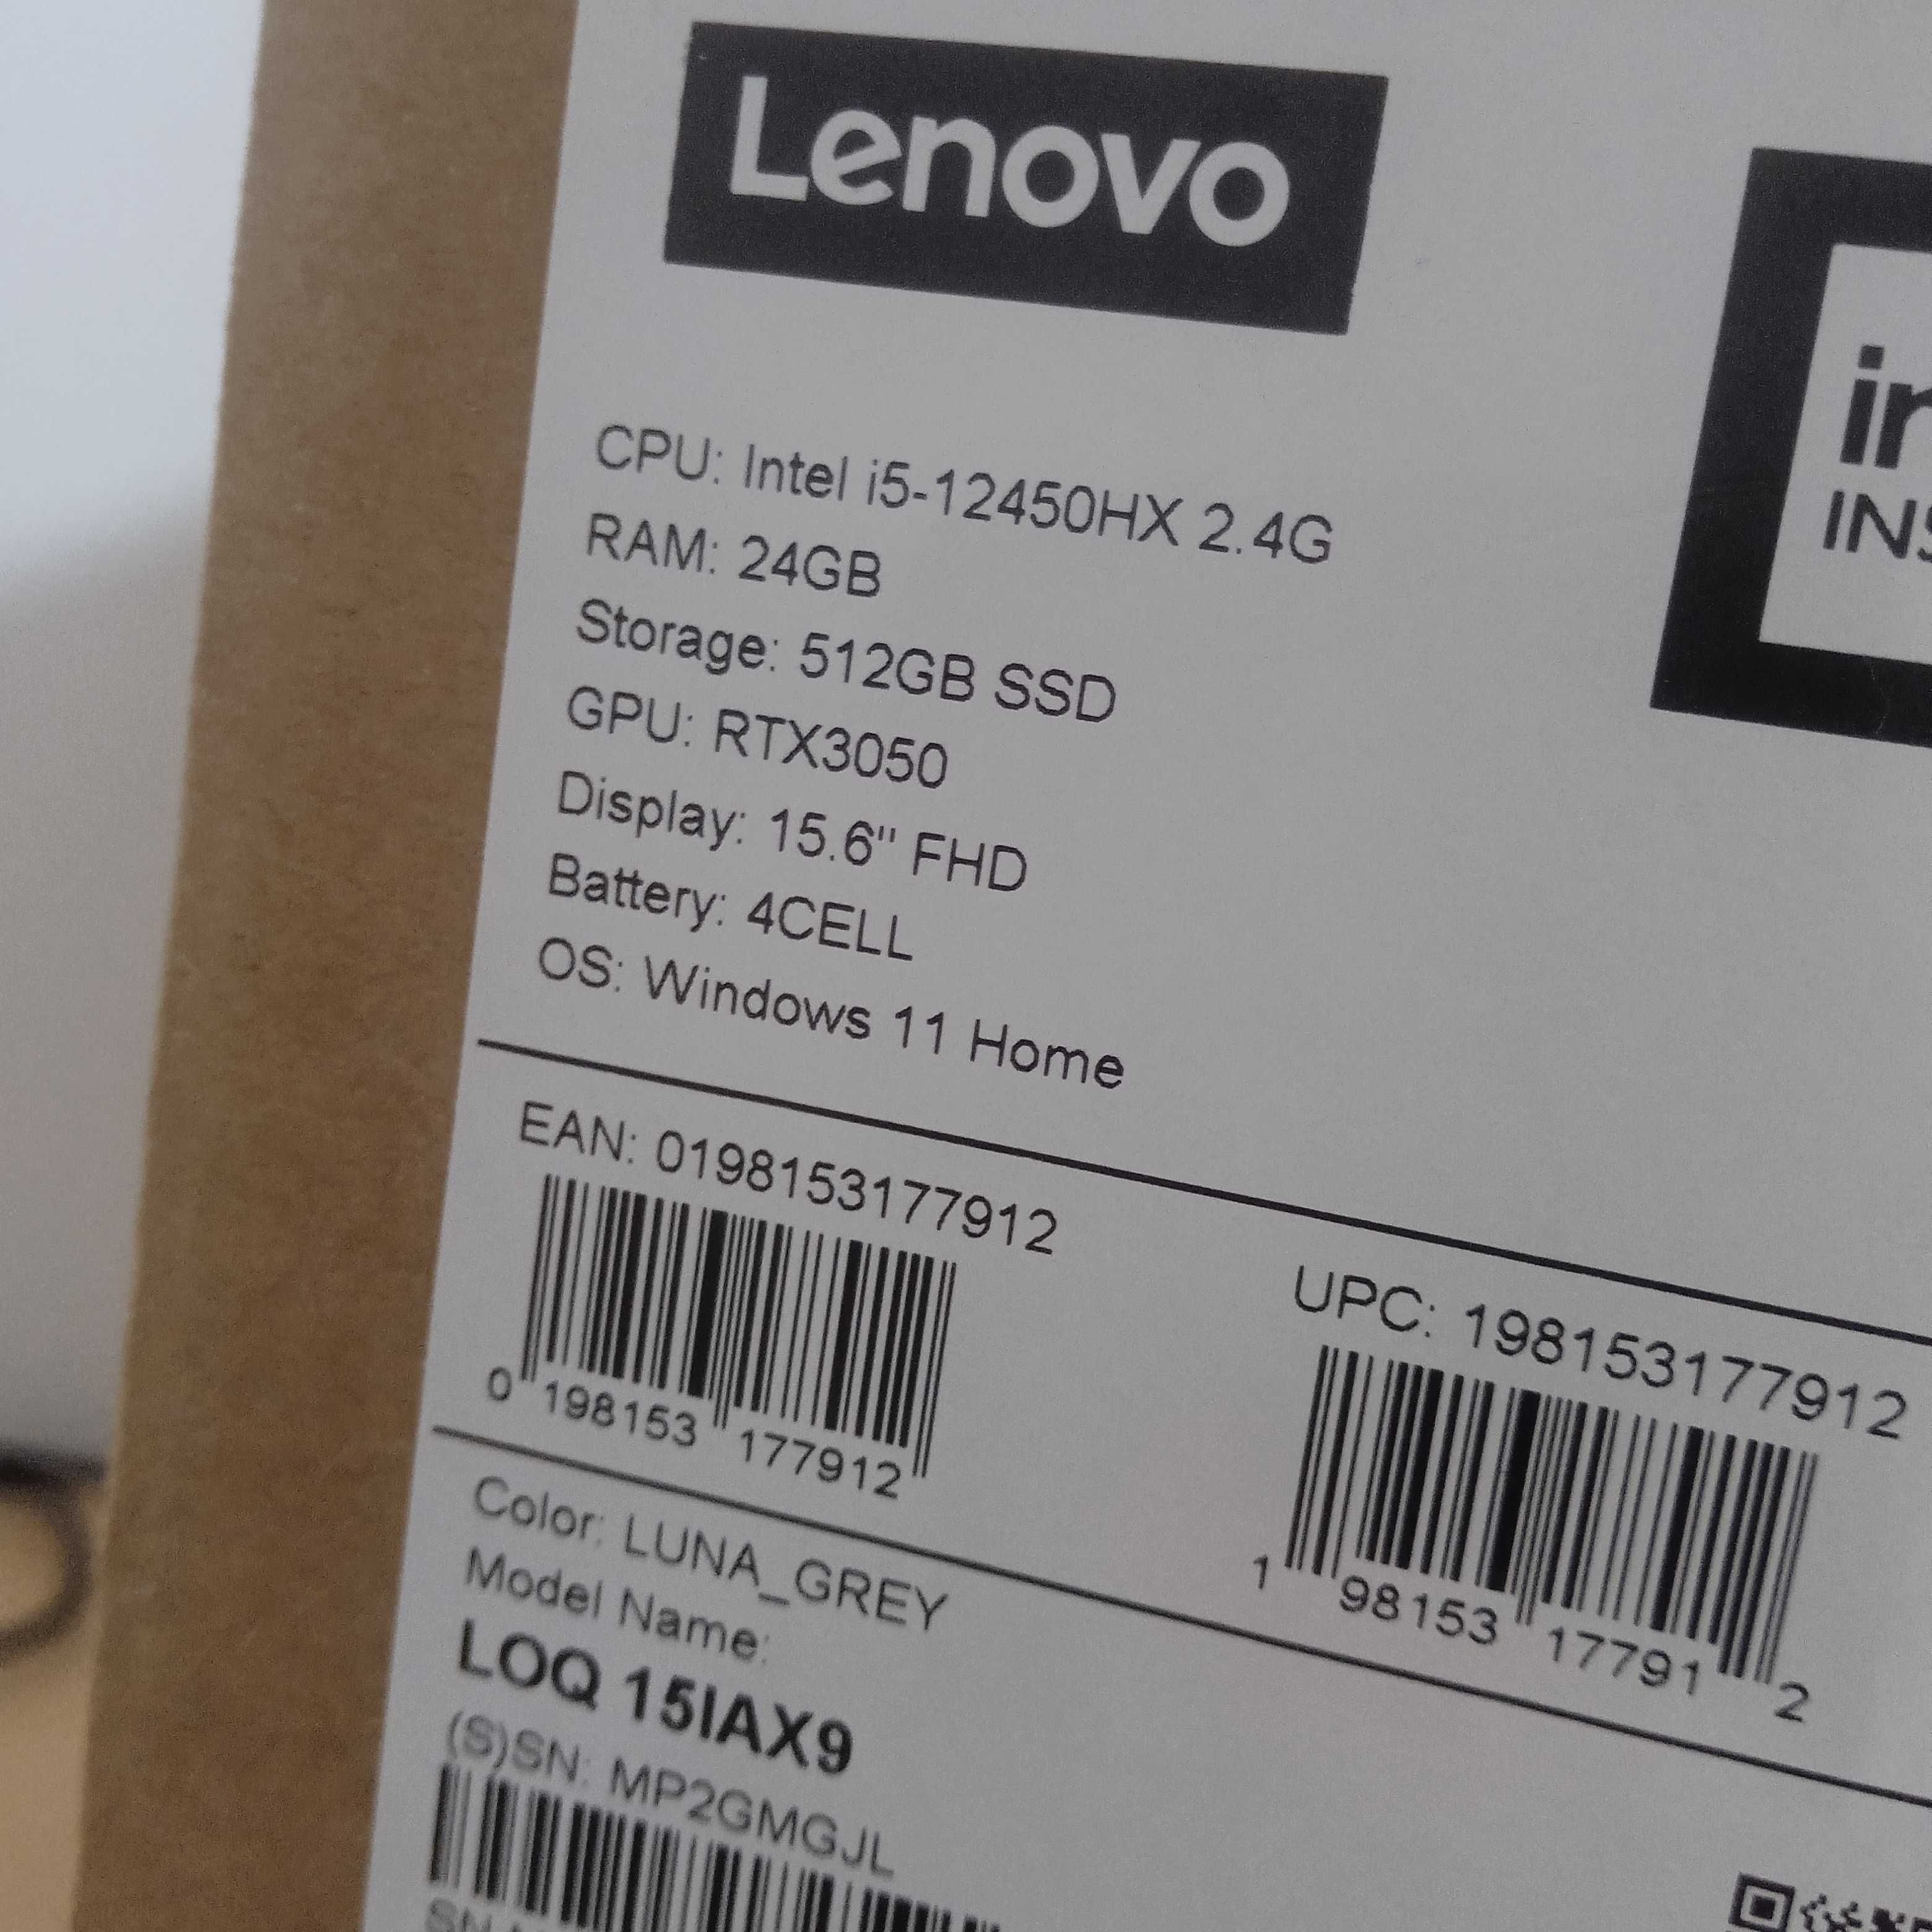 Lenovo
CPU: Intel i5-12450HX 2.4G
RAM: 24GB
Storage: 512GB SSD
GPU: RTX3050
Display: 15.6" FHD
Battery: 4CELL
OS: Windows 11 Home
EAN: 0198153177912
0 198153 177912
UPC: 198153177912
1 98153 17791 2
Color: LUNA_GREY
Model Name:
LOQ 15IAX9
(S)SN: MP2GMGJL